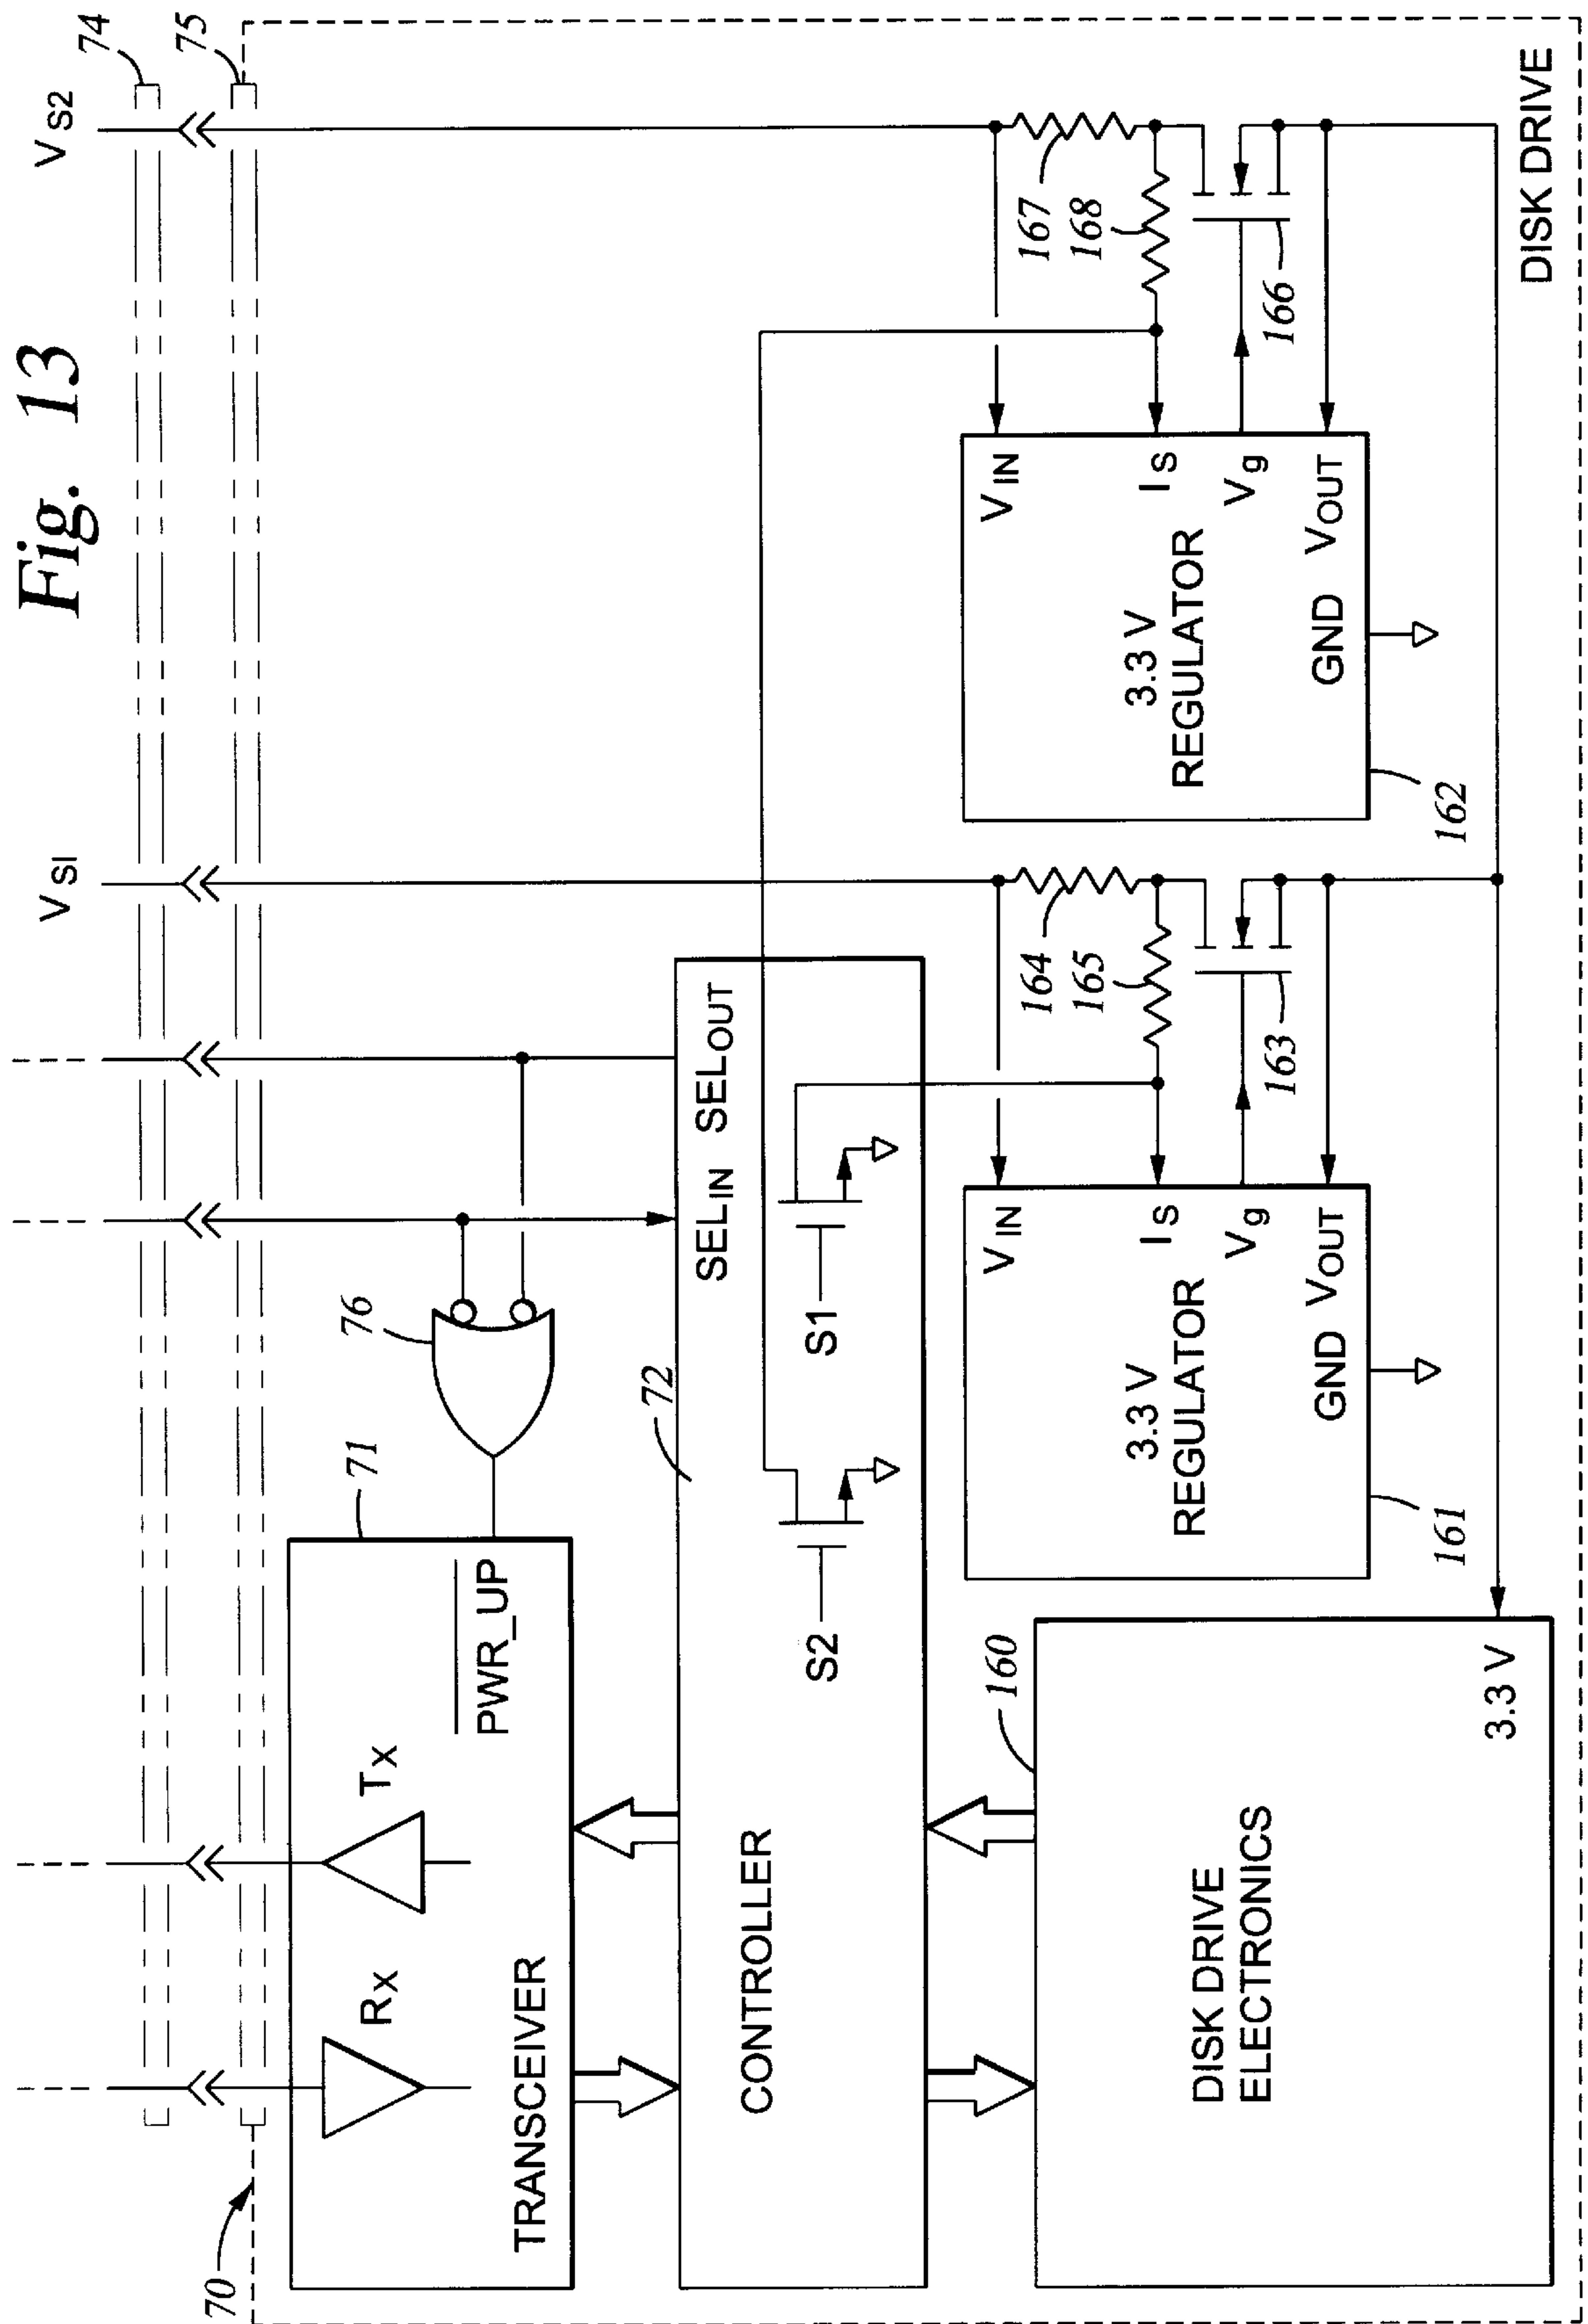 Fig. 13
74
75
VS1
VS2
70
71
76
RX
TX
PWR_UP
TRANSCEIVER
72
SELIN SELOUT
CONTROLLER
S2
S1
160
DISK DRIVE
ELECTRONICS
3.3 V
VIN
IS
Vg
VOUT
GND
3.3 V
REGULATOR
161
164
165
163
VIN
IS
Vg
VOUT
GND
3.3 V
REGULATOR
162
167
168
166
DISK DRIVE